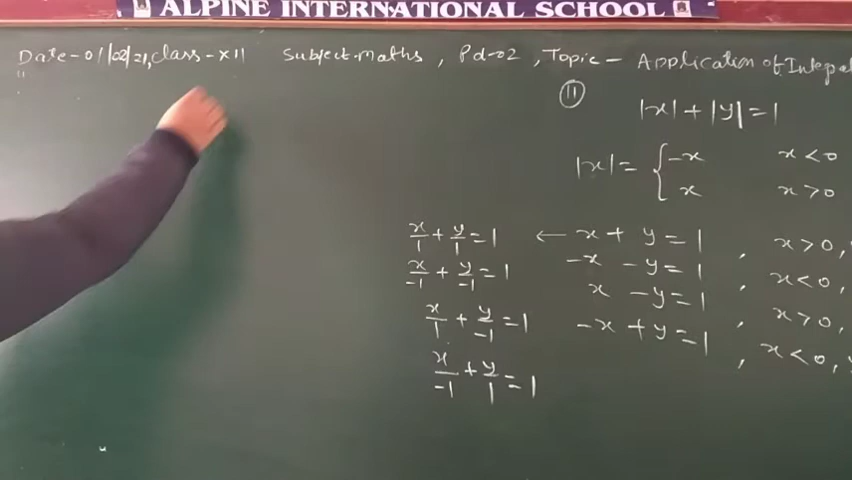 ALPINE INTERNATIONAL SCHOOL
Date - 01/02/21, class - XII Subject. maths, Pd-02, Topic - Application of Integral
(11) |x| + |y| = 1
|x| = { -x x < 0
x x > 0
x/1 + y/1 = 1 ← x + y = 1, x > 0,
x/-1 + y/-1 = 1 -x - y = 1, x < 0,
x/1 + y/-1 = 1 x - y = 1, x > 0,
x/-1 + y/1 = 1 -x + y = 1, x < 0, y